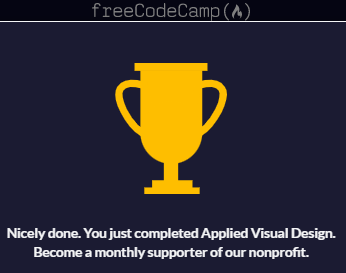 freeCodeCamp(🔥)
Nicely done. You just completed Applied Visual Design.
Become a monthly supporter of our nonprofit.